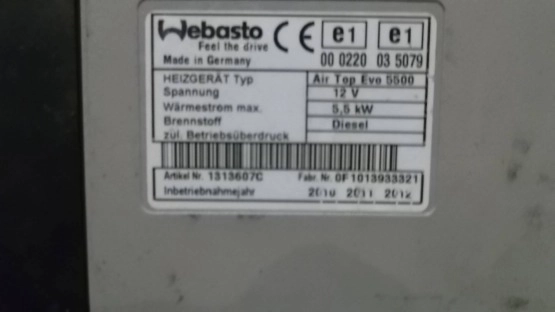 Webasto
Feel the drive
CE e1 e1
Made in Germany 00 0220 03 5079
HEIZGERÄT Typ Air Top Evo 5500
Spannung 12 V
Wärmestrom max. 5,5 kW
Brennstoff Diesel
zul. Betriebsüberdruck
Artikel Nr. 1313607C Fabr. Nr. 0F1013933321
Inbetriebnahmejahr 2010 2011 2012